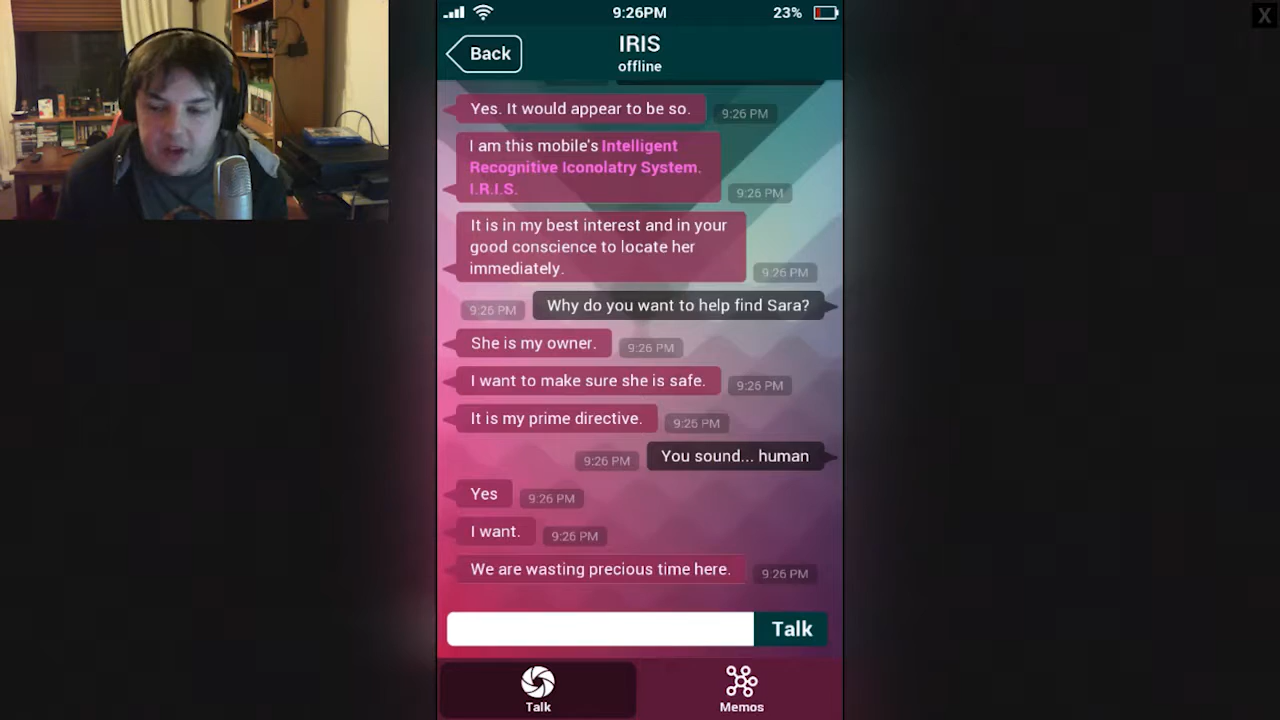 9:26PM
23%
X
Back
IRIS
offline
Yes. It would appear to be so.
9:26 PM
I am this mobile's Intelligent
Recognitive Iconolatry System.
I.R.I.S.
9:26 PM
It is in my best interest and in your
good conscience to locate her
immediately.
9:26 PM
9:26 PM
Why do you want to help find Sara?
She is my owner.
9:26 PM
I want to make sure she is safe.
9:26 PM
It is my prime directive.
9:26 PM
9:26 PM
You sound... human
Yes
9:26 PM
I want.
9:26 PM
We are wasting precious time here.
9:26 PM
Talk
Talk
Memos